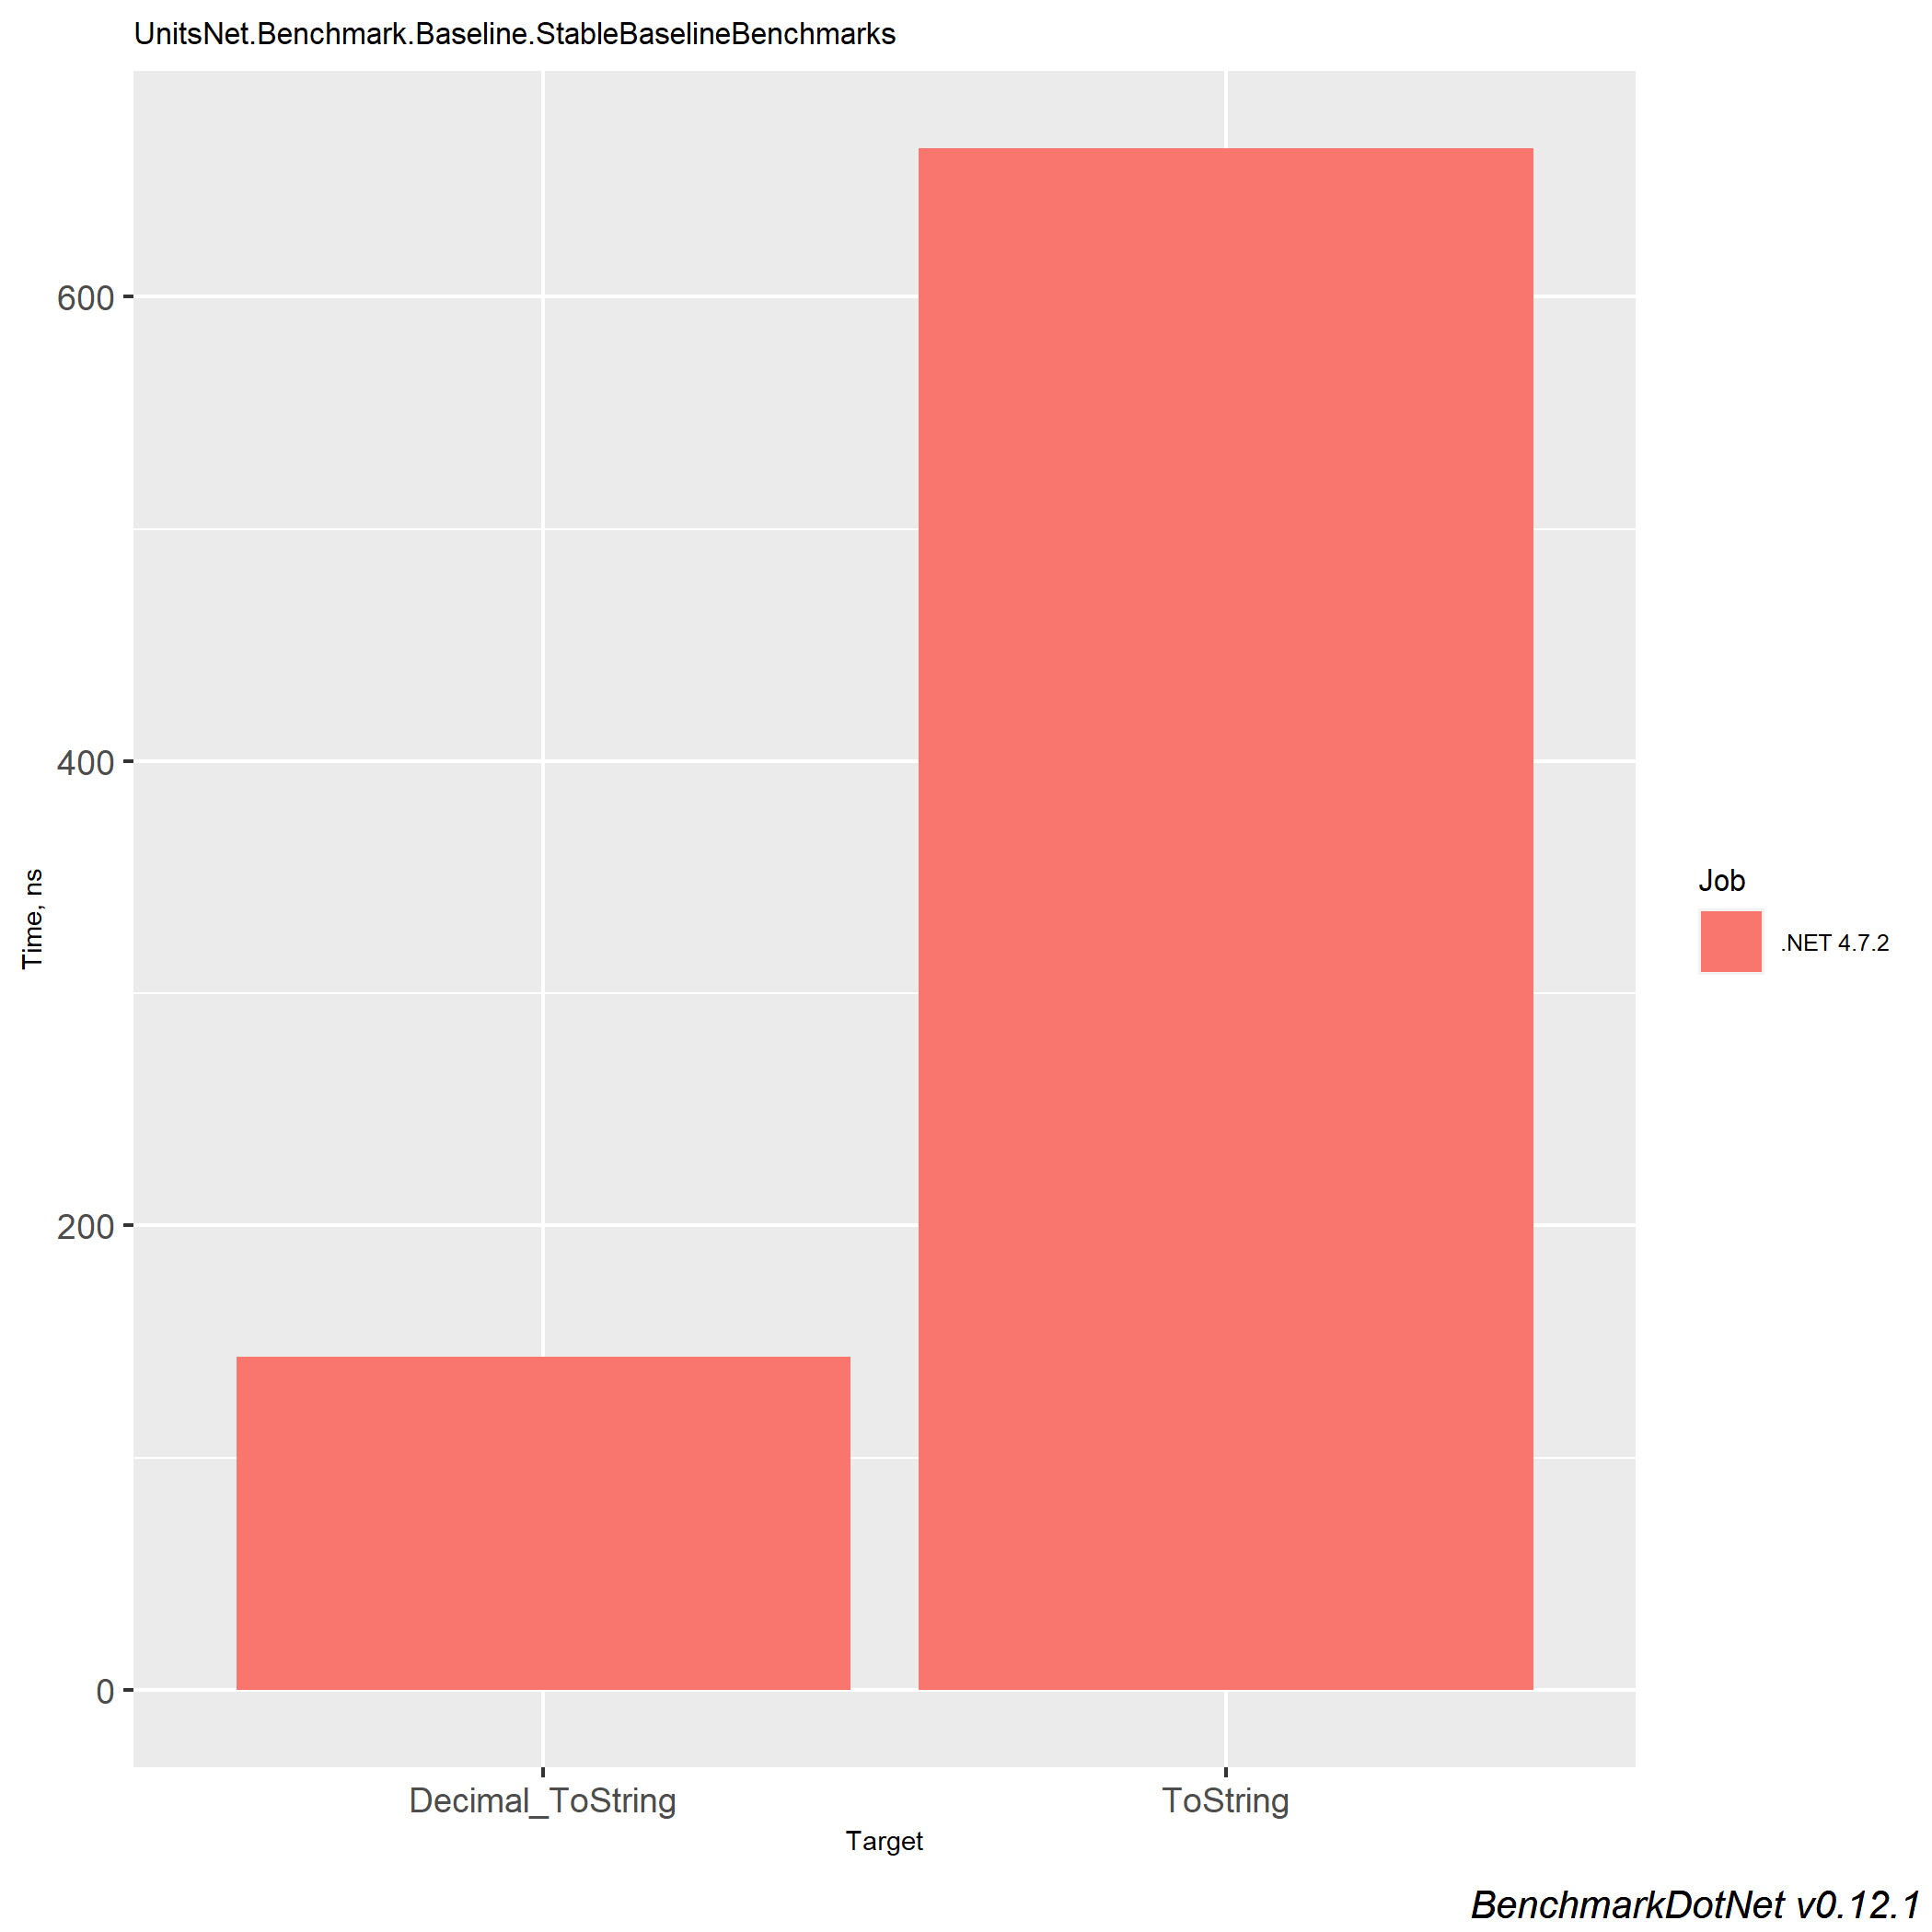 UnitsNet.Benchmark.Baseline.StableBaselineBenchmarks
600
400
200
0
Time, ns
Decimal_ToString
ToString
Target
Job
.NET 4.7.2
BenchmarkDotNet v0.12.1